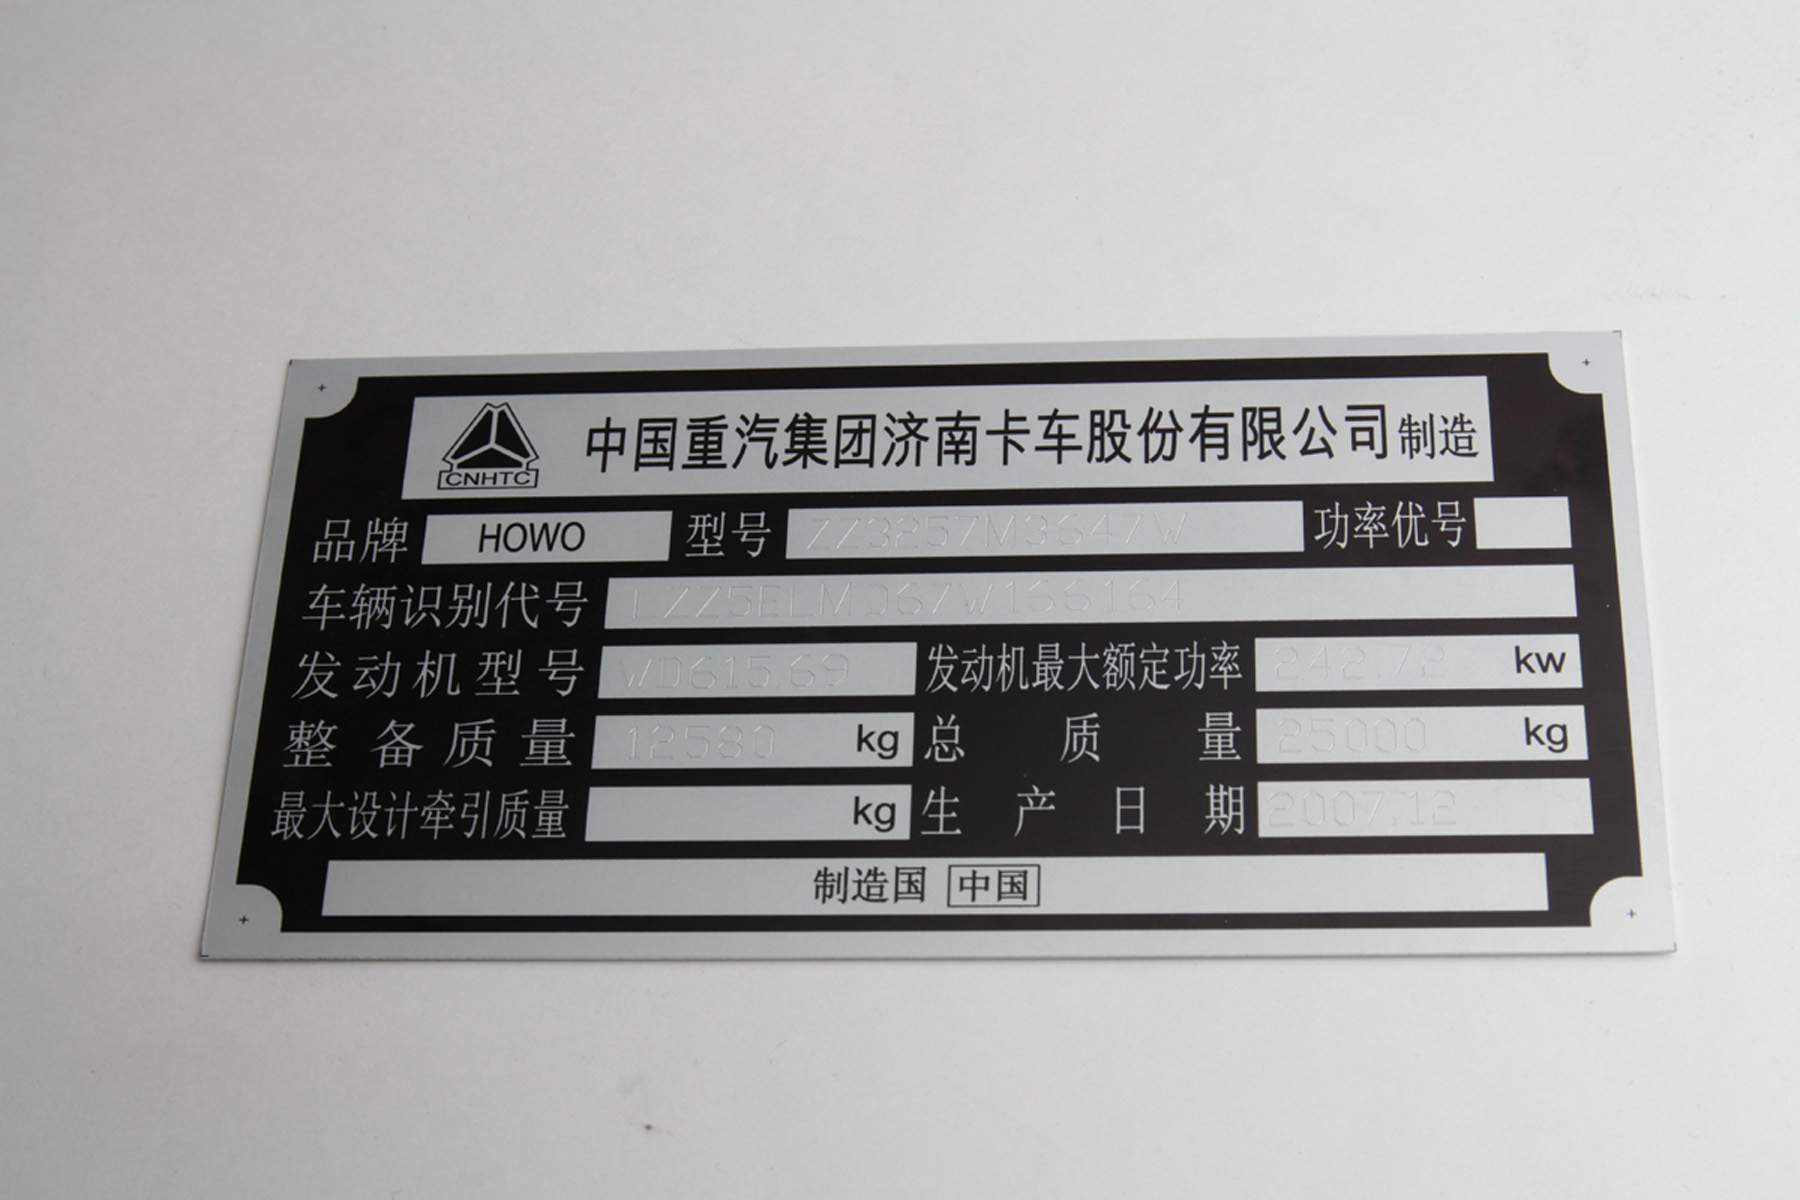 CNHTC 中国重汽集团济南卡车股份有限公司制造
品牌 HOWO 型号 ZZ3257M3647W 功率优号
车辆识别代号 LZZ5ELMD67W166164
发动机型号 WD615.69 发动机最大额定功率 242.72 kw
整备质量 12580 kg 总质量 25000 kg
最大设计牵引质量 kg 生产日期 2007.12
制造国 中国